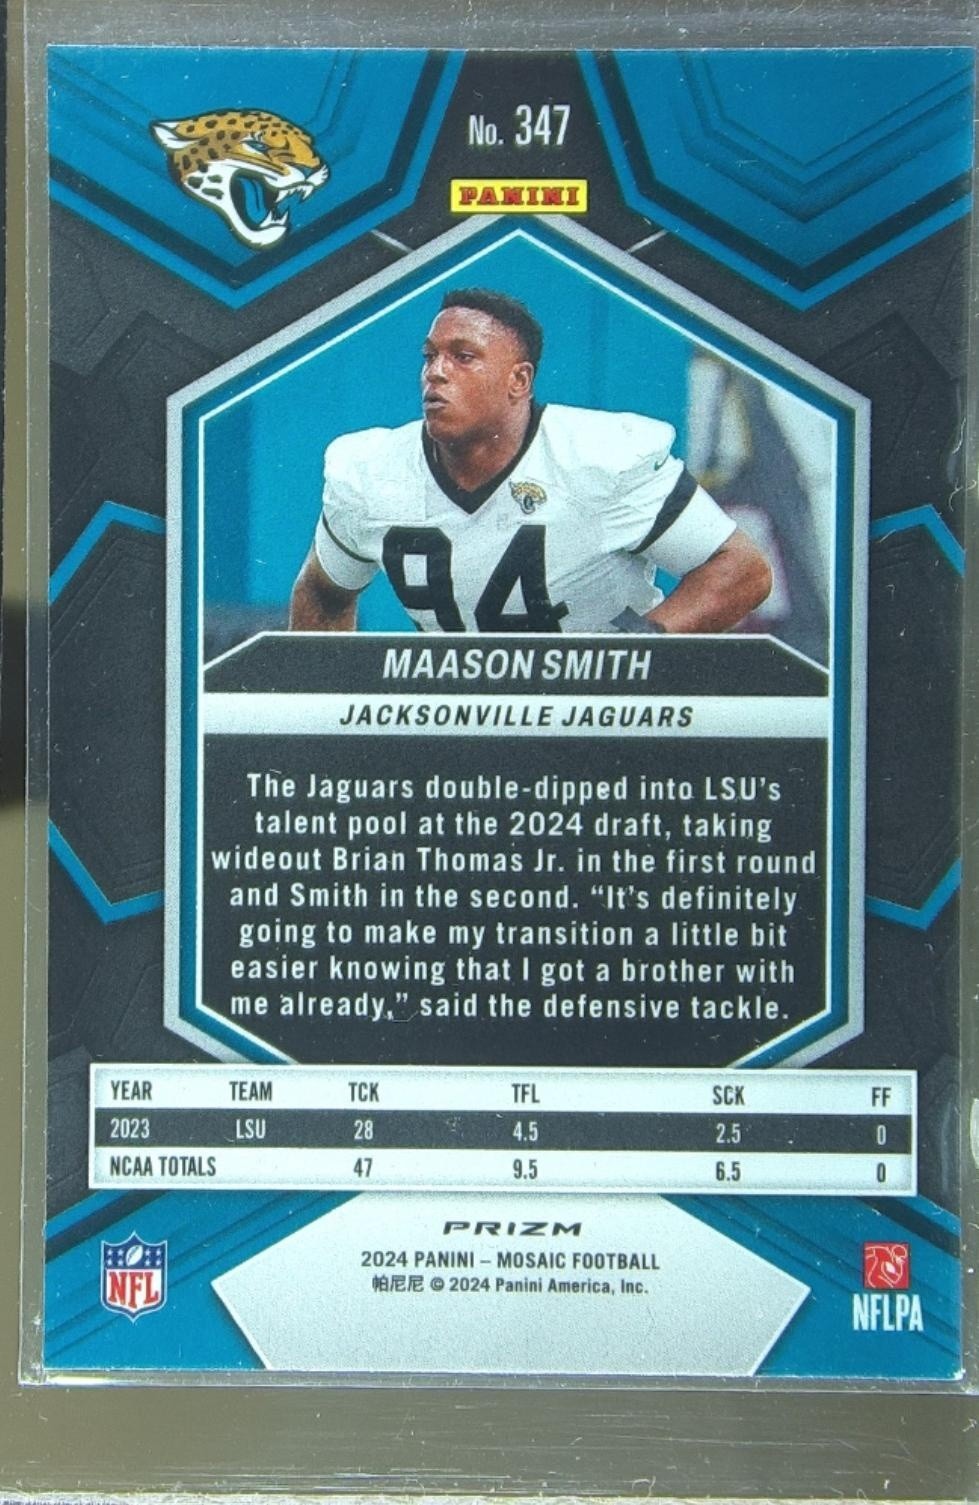 No. 347
PANINI
94
MAASON SMITH
JACKSONVILLE JAGUARS
The Jaguars double-dipped into LSU's
talent pool at the 2024 draft, taking
wideout Brian Thomas Jr. in the first round
and Smith in the second. "It's definitely
going to make my transition a little bit
easier knowing that I got a brother with
me already," said the defensive tackle.
YEAR TEAM TCK TFL SCK FF
2023 LSU 28 4.5 2.5 0
NCAA TOTALS 47 9.5 6.5 0
PRIZM
2024 PANINI – MOSAIC FOOTBALL
帕尼尼 © 2024 Panini America, Inc.
NFL
NFLPA